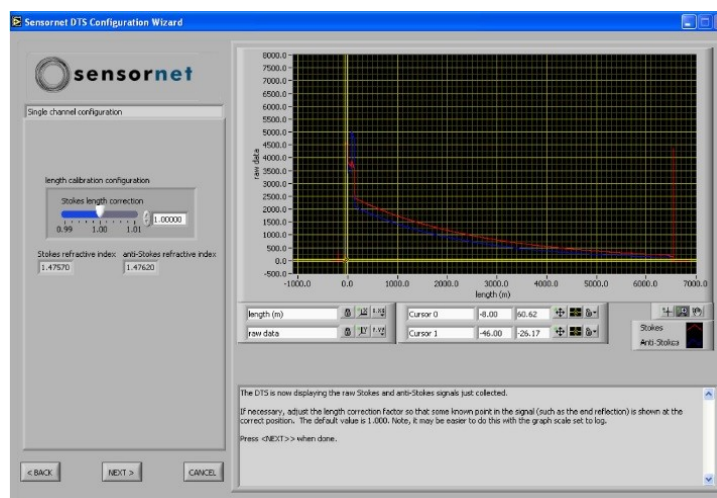 Sensornet DTS Configuration Wizard
sensornet
Single channel configuration
length calibration configuration
Stokes length correction
0.99 1.00 1.01
1.00000
Stokes refractive index anti-Stokes refractive index
1.47570 1.47620
< BACK NEXT > CANCEL
raw data
8000.0
7500.0
7000.0
6500.0
6000.0
5500.0
5000.0
4500.0
4000.0
3500.0
3000.0
2500.0
2000.0
1500.0
1000.0
500.0
0.0
-500.0
-1000.0 0.0 1000.0 2000.0 3000.0 4000.0 5000.0 6000.0 7000.0
length (m)
length (m)
raw data
Cursor 0 -8.00 60.62
Cursor 1 -46.00 -26.17
Stokes
Anti-Stokes
The DTS is now displaying the raw Stokes and anti-Stokes signals just collected.
If necessary, adjust the length correction factor so that some known point in the signal (such as the end reflection) is shown at the
correct position. The default value is 1.000. Note, it may be easier to do this with the graph scale set to log.
Press <NEXT>> when done.